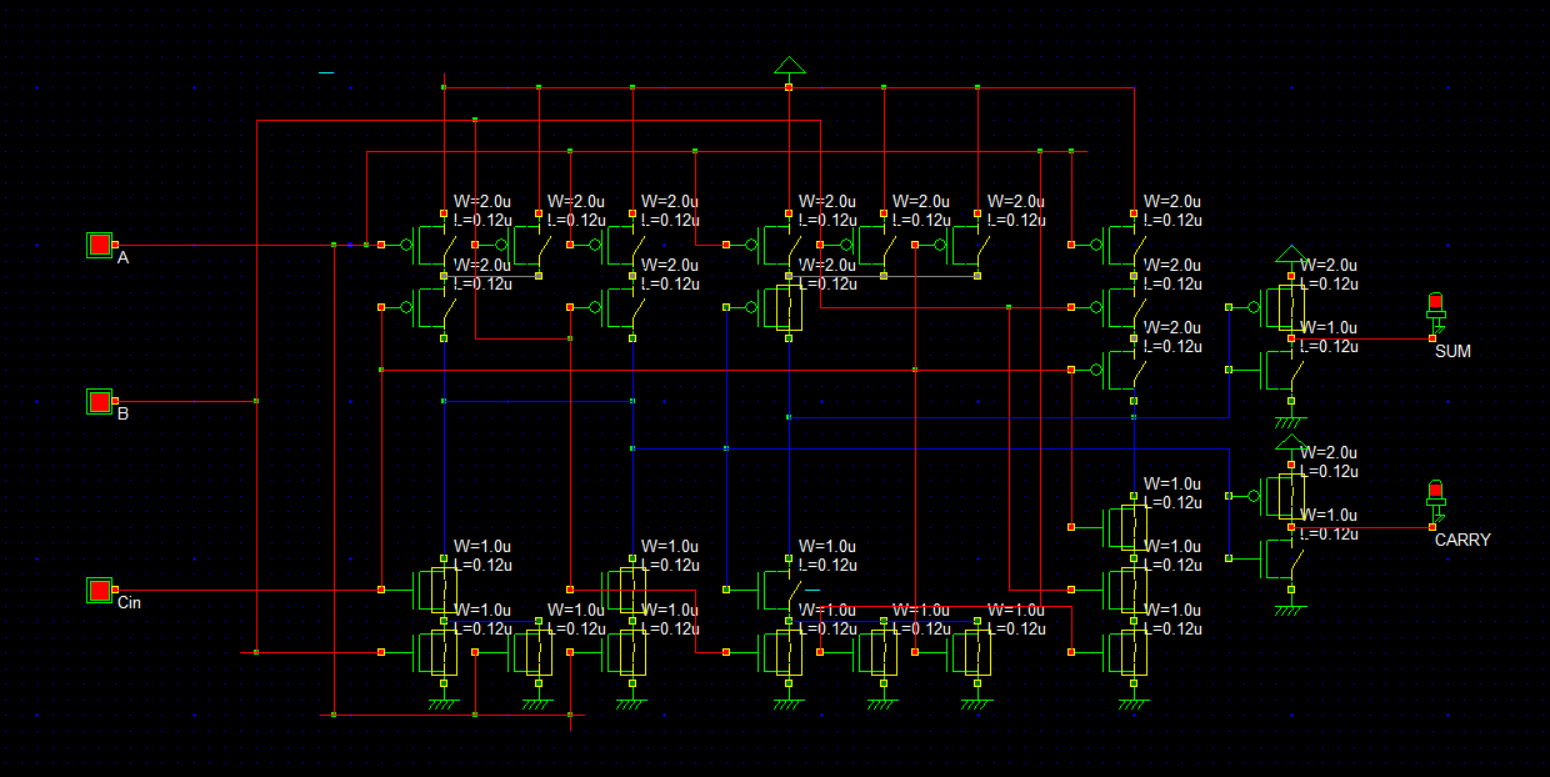 W=2.0u W=2.0u W=2.0u W=2.0u W=2.0u W=2.0u W=2.0u
L=0.12u L=0.12u L=0.12u L=0.12u L=0.12u L=0.12u L=0.12u
A
W=2.0u W=2.0u W=2.0u W=2.0u W=2.0u
L=0.12u L=0.12u L=0.12u L=0.12u L=0.12u
W=2.0u W=1.0u
L=0.12u L=0.12u
SUM
B
W=2.0u
L=0.12u
W=1.0u
L=0.12u
W=1.0u
L=0.12u
CARRY
W=1.0u W=1.0u W=1.0u W=1.0u
L=0.12u L=0.12u L=0.12u L=0.12u
Cin
W=1.0u W=1.0u W=1.0u W=1.0u W=1.0u W=1.0u W=1.0u
L=0.12u L=0.12u L=0.12u L=0.12u L=0.12u L=0.12u L=0.12u